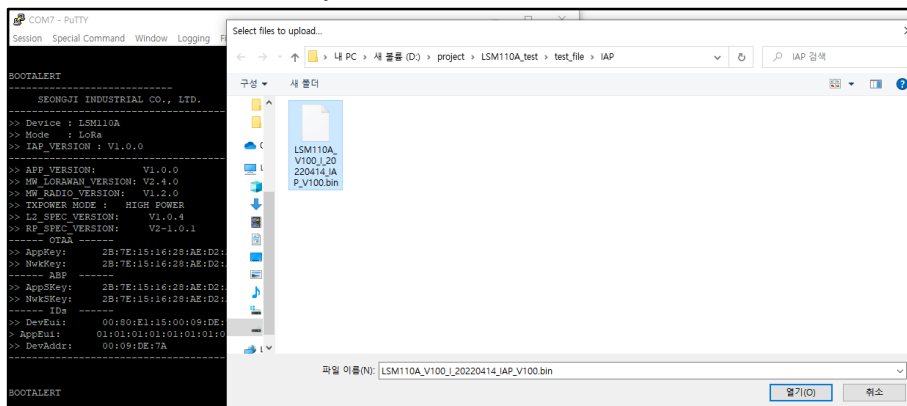 COM7 - PuTTY
Session Special Command Window Logging
BOOTALERT
----------------------------
SEONGJI INDUSTRIAL CO., LTD.
>> Device : LSM110A
>> Mode : LoRa
>> IAP_VERSION : V1.0.0
>> APP_VERSION: V1.0.0
>> MW_LORAWAN_VERSION: V2.4.0
>> MW_RADIO_VERSION: V1.2.0
>> TXPOWER MODE : HIGH POWER
>> L2_SPEC_VERSION: V1.0.4
>> RP_SPEC_VERSION: V2-1.0.1
------ OTAA ------
>> AppKey: 2B:7E:15:16:28:AE:D2:
>> NwkKey: 2B:7E:15:16:28:AE:D2:
------ ABP ------
>> AppSKey: 2B:7E:15:16:28:AE:D2:
>> NwkSKey: 2B:7E:15:16:28:AE:D2:
------ IDs ------
>> DevEui: 00:80:E1:15:00:09:DE:
> AppEui: 01:01:01:01:01:01:01:0
>> DevAddr: 00:09:DE:7A
BOOTALERT
Select files to upload...
내 PC > 새 볼륨 (D:) > project > LSM110A_test > test_file > IAP
IAP 검색
구성 새 폴더
LSM110A_
V100_I_20
220414_IA
P_V100.bin
파일 이름(N): LSM110A_V100_I_20220414_IAP_V100.bin
열기(O) 취소